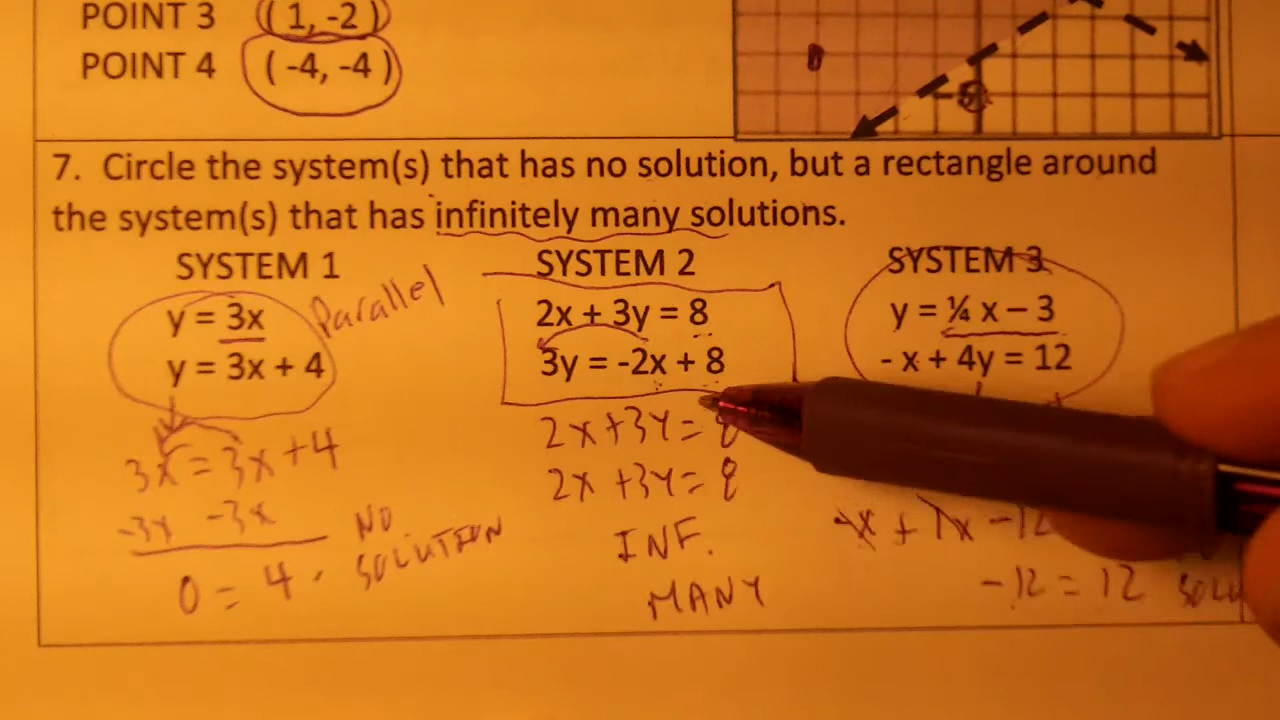 POINT 3 ( 1, -2 )
POINT 4 ( -4, -4 )
-5
7. Circle the system(s) that has no solution, but a rectangle around
the system(s) that has infinitely many solutions.
SYSTEM 1
y = 3x
y = 3x + 4
Parallel
3x = 3x + 4
-3x -3x
0 = 4
NO
SOLUTION
SYSTEM 2
2x + 3y = 8
3y = -2x + 8
2x + 3y = 8
2x + 3y = 8
INF.
MANY
SYSTEM 3
y = ¼ x – 3
- x + 4y = 12
-x + 1x - 12
-12 = 12